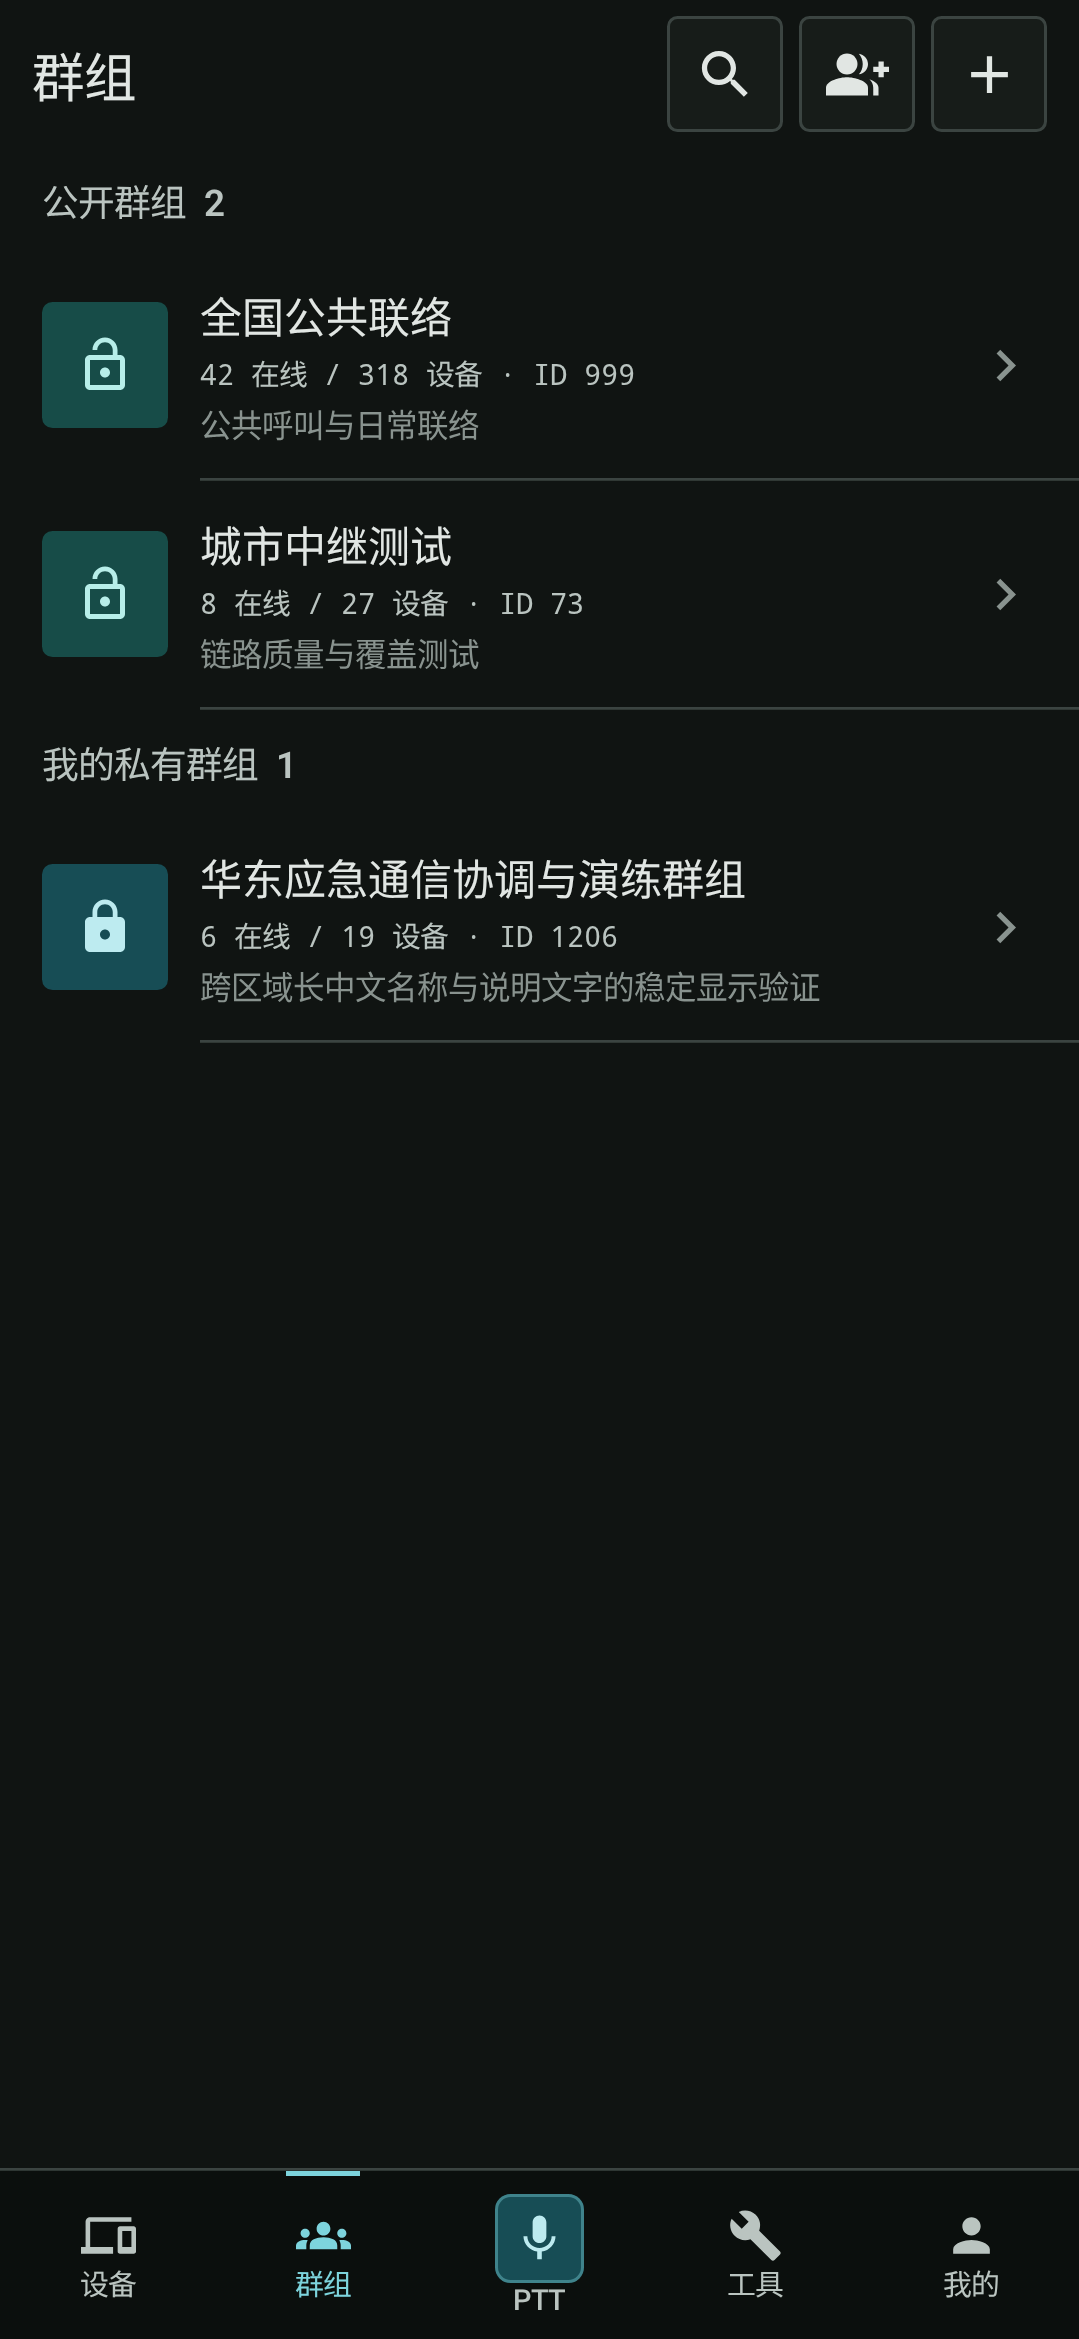 群组
公开群组 2
全国公共联络
42 在线 / 318 设备 · ID 999
公共呼叫与日常联络
城市中继测试
8 在线 / 27 设备 · ID 73
链路质量与覆盖测试
我的私有群组 1
华东应急通信协调与演练群组
6 在线 / 19 设备 · ID 1206
跨区域长中文名称与说明文字的稳定显示验证
设备
群组
PTT
工具
我的